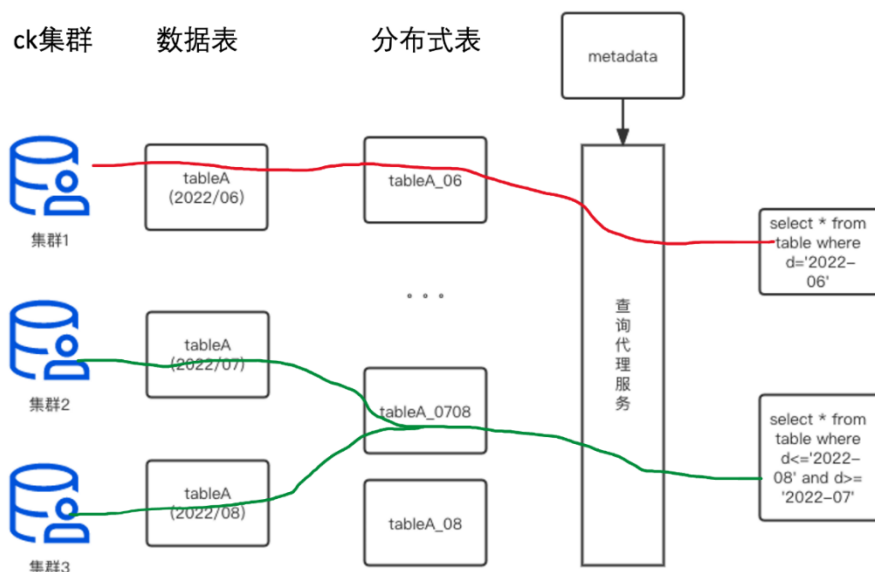 ck集群
数据表
分布式表
metadata
tableA
(2022/06)
tableA_06
集群1
select * from
table where
d='2022-
06'
...
查
询
代
理
服
务
tableA
(2022/07)
集群2
tableA_0708
select * from
table where
d<='2022-
08' and d>=
'2022-07'
tableA
(2022/08)
tableA_08
集群3